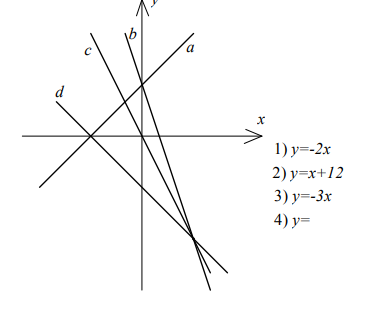 y
b
c
a
d
x
1) y=-2x
2) y=x+12
3) y=-3x
4) y=